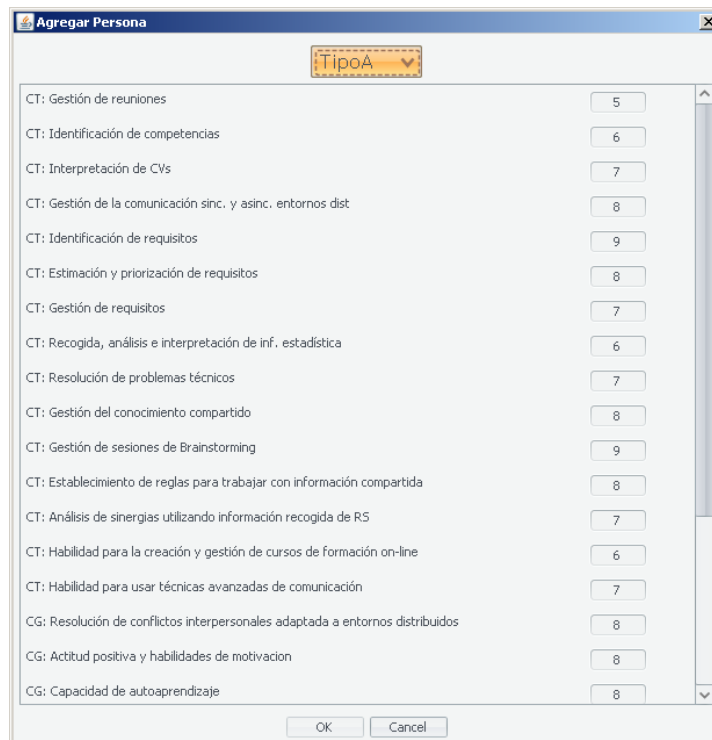 Agregar Persona
TipoA
CT: Gestión de reuniones 5
CT: Identificación de competencias 6
CT: Interpretación de CVs 7
CT: Gestión de la comunicación sinc. y asinc. entornos dist 8
CT: Identificación de requisitos 9
CT: Estimación y priorización de requisitos 8
CT: Gestión de requisitos 7
CT: Recogida, análisis e interpretación de inf. estadística 6
CT: Resolución de problemas técnicos 7
CT: Gestión del conocimiento compartido 8
CT: Gestión de sesiones de Brainstorming 9
CT: Establecimiento de reglas para trabajar con información compartida 8
CT: Análisis de sinergias utilizando información recogida de RS 7
CT: Habilidad para la creación y gestión de cursos de formación on-line 6
CT: Habilidad para usar técnicas avanzadas de comunicación 7
CG: Resolución de conflictos interpersonales adaptada a entornos distribuidos 8
CG: Actitud positiva y habilidades de motivacion 8
CG: Capacidad de autoaprendizaje 8
OK Cancel